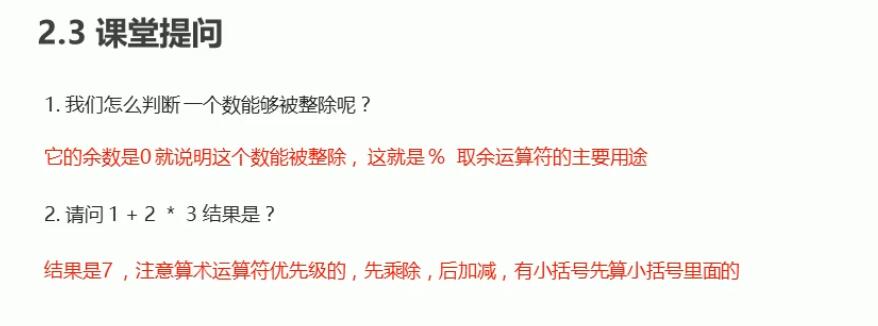 2.3 课堂提问
1. 我们怎么判断一个数能够被整除呢？
它的余数是0 就说明这个数能被整除， 这就是 % 取余运算符的主要用途
2. 请问 1 + 2 * 3 结果是？
结果是7 ，注意算术运算符优先级的，先乘除，后加减，有小括号先算小括号里面的